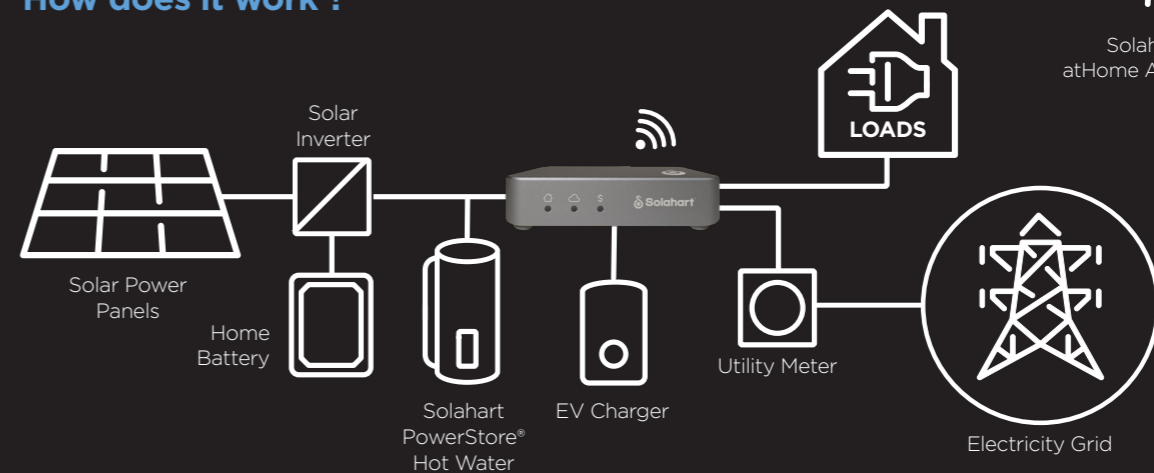 How does it work ?
atHome
LOADS
Solar
Inverter
$
Solahart
Solar Power
Panels
Home
Battery
Solahart
PowerStore®
Hot Water
EV Charger
Utility Meter
Electricity Grid